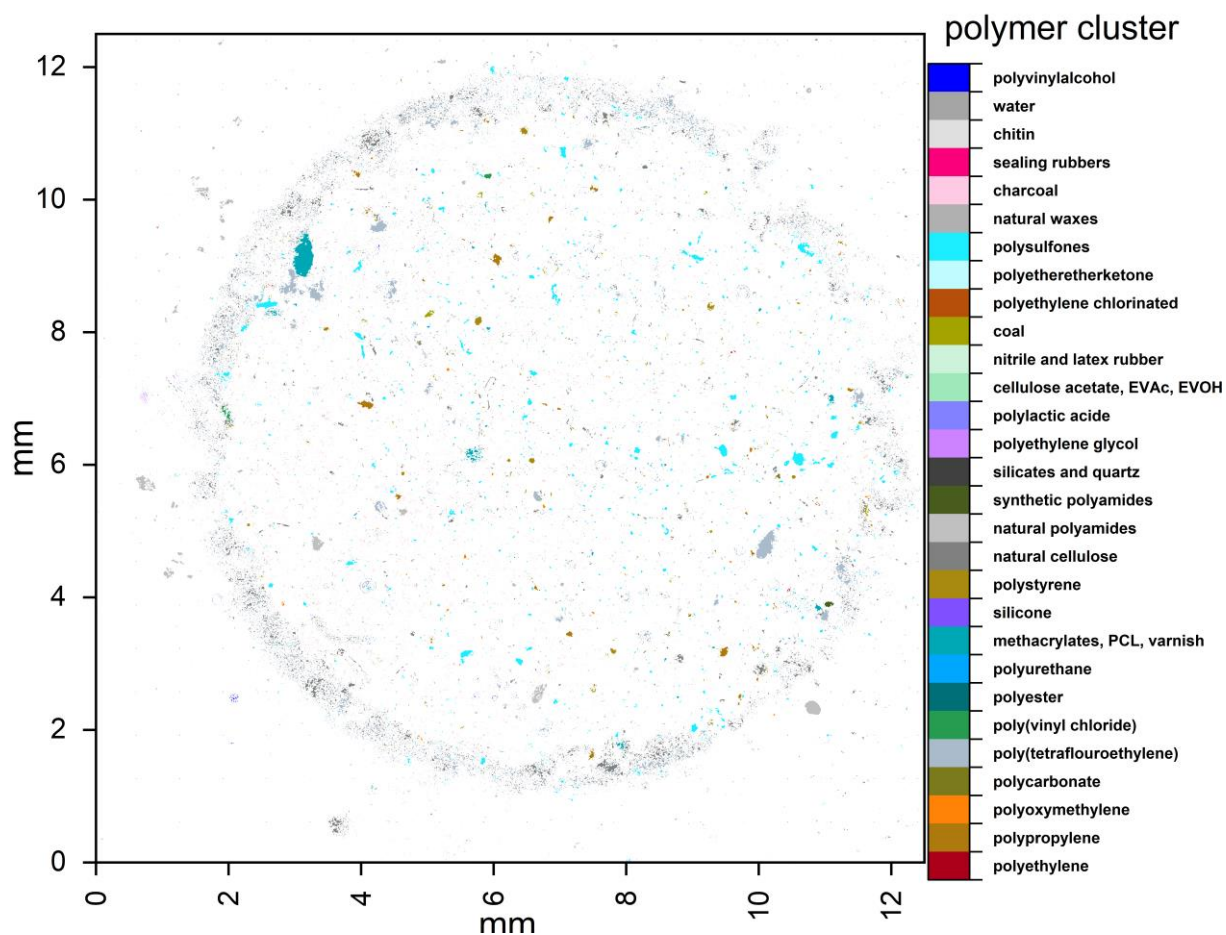 polymer cluster
polyvinylalcohol
water
chitin
sealing rubbers
charcoal
natural waxes
polysulfones
polyetheretherketone
polyethylene chlorinated
coal
nitrile and latex rubber
cellulose acetate, EVAc, EVOH
polylactic acide
polyethylene glycol
silicates and quartz
synthetic polyamides
natural polyamides
natural cellulose
polystyrene
silicone
methacrylates, PCL, varnish
polyurethane
polyester
poly(vinyl chloride)
poly(tetraflouroethylene)
polycarbonate
polyoxymethylene
polypropylene
polyethylene
mm
12
10
8
6
4
2
0
0 2 4 6 8 10 12
mm